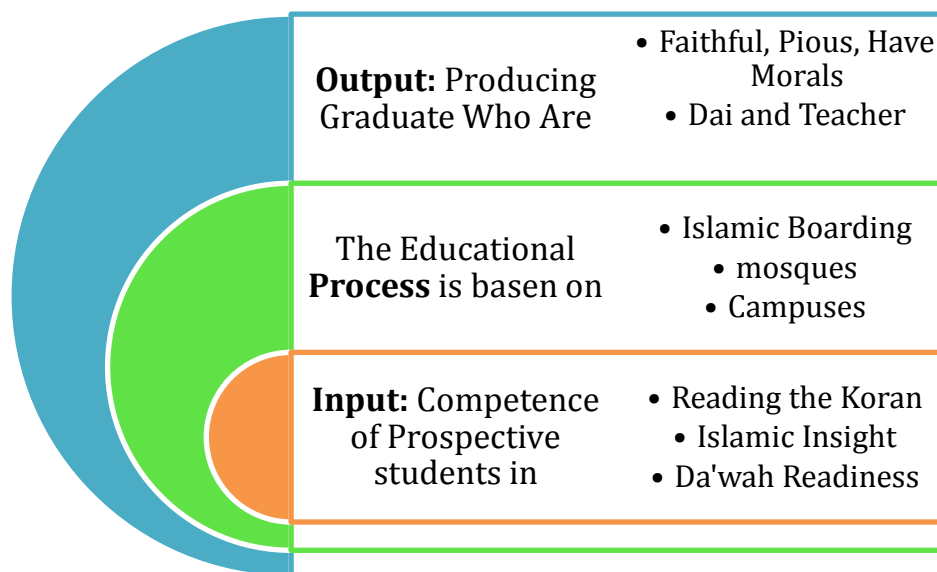 Output: Producing
Graduate Who Are
• Faithful, Pious, Have
Morals
• Dai and Teacher
The Educational
Process is basen on
• Islamic Boarding
• mosques
• Campuses
Input: Competence
of Prospective
students in
• Reading the Koran
• Islamic Insight
• Da'wah Readiness